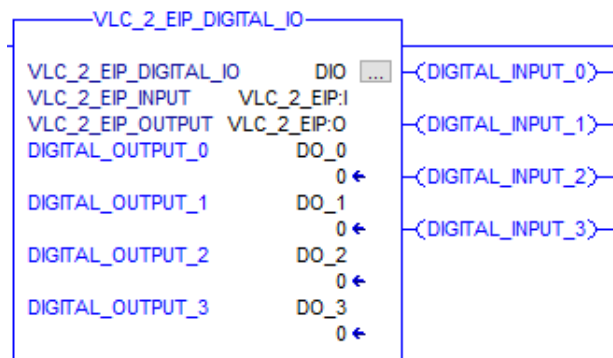 VLC_2_EIP_DIGITAL_IO
VLC_2_EIP_DIGITAL_IO DIO ... DIGITAL_INPUT_0
VLC_2_EIP_INPUT VLC_2_EIP:I
VLC_2_EIP_OUTPUT VLC_2_EIP:O DIGITAL_INPUT_1
DIGITAL_OUTPUT_0 DO_0
0 DIGITAL_INPUT_2
DIGITAL_OUTPUT_1 DO_1
0 DIGITAL_INPUT_3
DIGITAL_OUTPUT_2 DO_2
0
DIGITAL_OUTPUT_3 DO_3
0